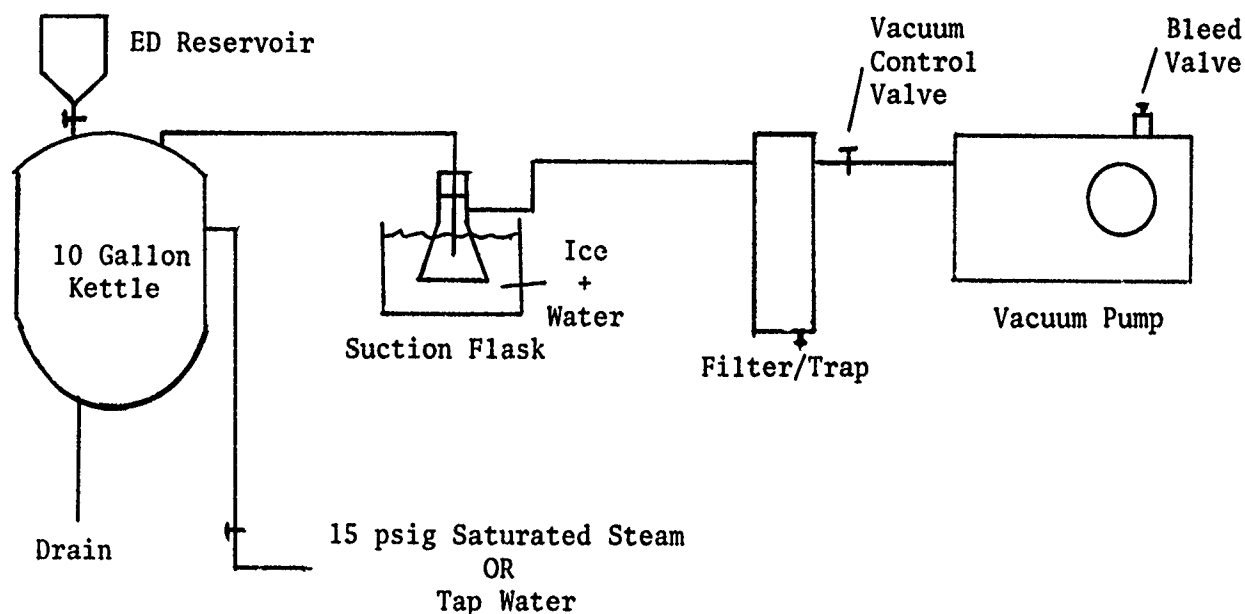 ED Reservoir
Vacuum
Control
Valve
Bleed
Valve
10 Gallon
Kettle
Ice
+
Water
Suction Flask
Filter/Trap
Vacuum Pump
Drain
15 psig Saturated Steam
OR
Tap Water